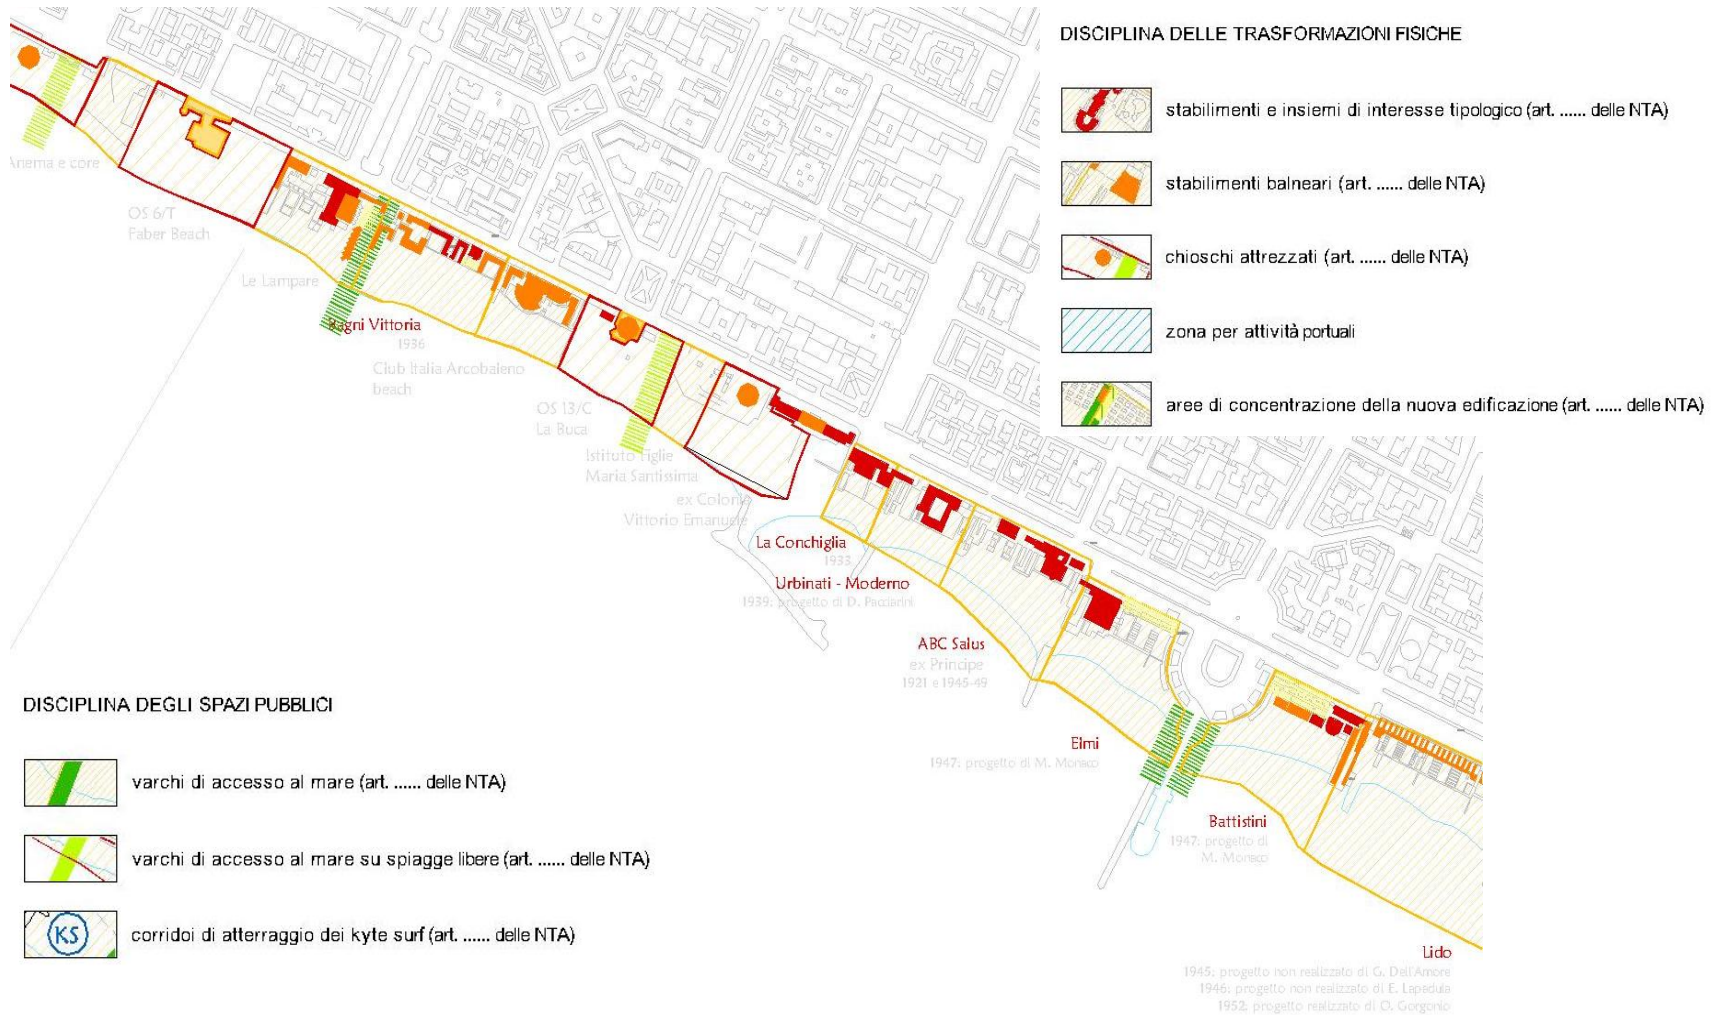 DISCIPLINA DELLE TRASFORMAZIONI FISICHE
stabilimenti e insiemi di interesse tipologico (art. ...... delle NTA)
stabilimenti balneari (art. ...... delle NTA)
chioschi attrezzati (art. ...... delle NTA)
zona per attività portuali
aree di concentrazione della nuova edificazione (art. ...... delle NTA)
Anema e core
OS 6/T
Faber Beach
Le Lampare
Bagni Vittoria
1936
Club Italia Arcobaleno
beach
OS 13/C
La Buca
Istituto Figlie
Maria Santissima
ex Colonia
Vittorio Emanuele
La Conchiglia
1933
Urbinati - Moderno
1939: progetto di D. Pacciarini
ABC Salus
ex Principe
1921 e 1945-49
Elmi
1947: progetto di M. Monaco
Battistini
1947: progetto di
M. Monaco
Lido
1945: progetto non realizzato di G. Dell'Amore
1946: progetto non realizzato di E. Lapadula
1952: progetto realizzato di O. Gorgonio
DISCIPLINA DEGLI SPAZI PUBBLICI
varchi di accesso al mare (art. ...... delle NTA)
varchi di accesso al mare su spiagge libere (art. ...... delle NTA)
KS
corridoi di atterraggio dei kyte surf (art. ...... delle NTA)